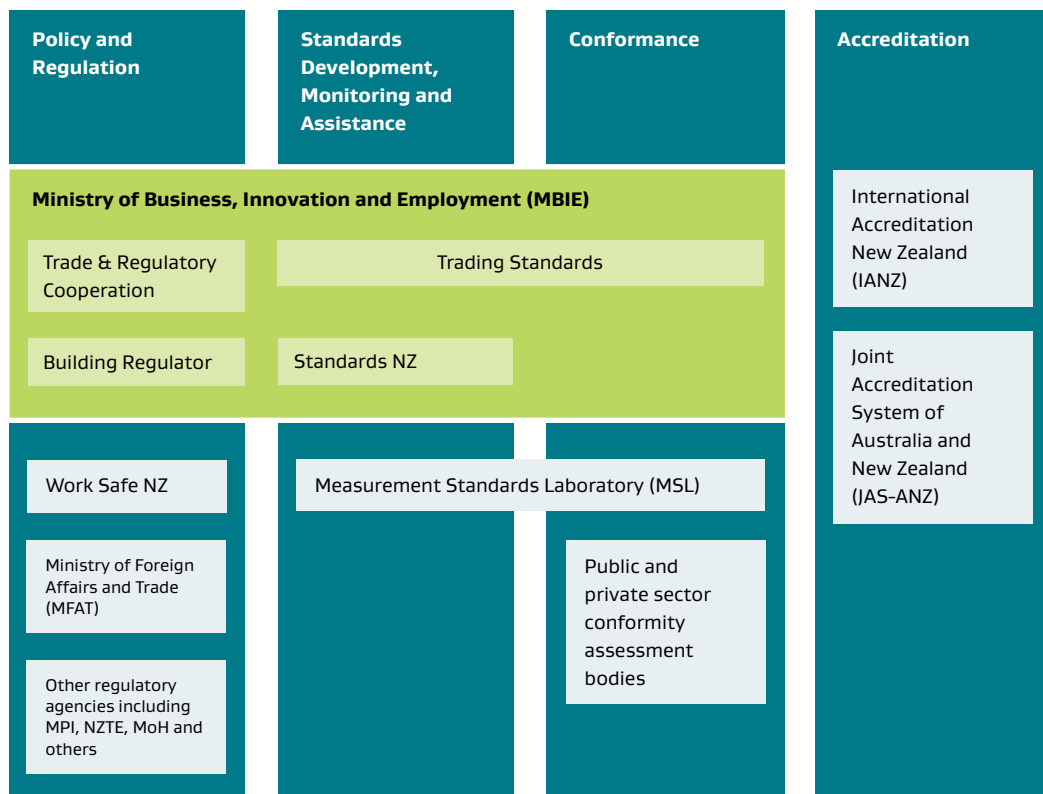 Policy and
Regulation
Standards
Development,
Monitoring and
Assistance
Conformance
Accreditation
Ministry of Business, Innovation and Employment (MBIE)
Trade & Regulatory
Cooperation
Trading Standards
Building Regulator
Standards NZ
International
Accreditation
New Zealand
(IANZ)
Joint
Accreditation
System of
Australia and
New Zealand
(JAS-ANZ)
Work Safe NZ
Measurement Standards Laboratory (MSL)
Ministry of Foreign
Affairs and Trade
(MFAT)
Public and
private sector
conformity
assessment
bodies
Other regulatory
agencies including
MPI, NZTE, MoH and
others